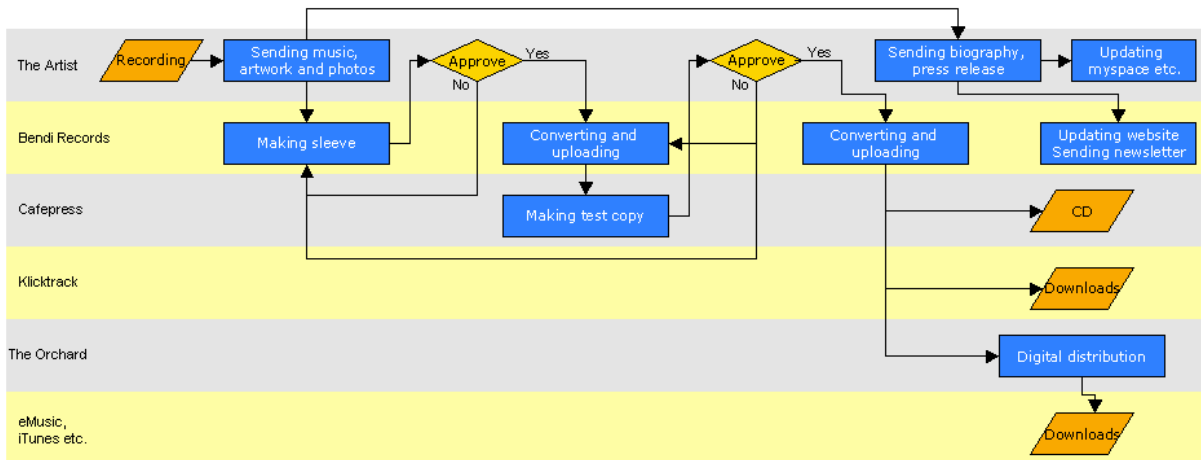 The Artist
Recording
Sending music,
artwork and photos
Approve
Yes
No
Approve
Yes
No
Sending biography,
press release
Updating
myspace etc.
Bendi Records
Making sleeve
Converting and
uploading
Converting and
uploading
Updating website
Sending newsletter
Cafepress
Making test copy
CD
Klicktrack
Downloads
The Orchard
Digital distribution
eMusic,
iTunes etc.
Downloads